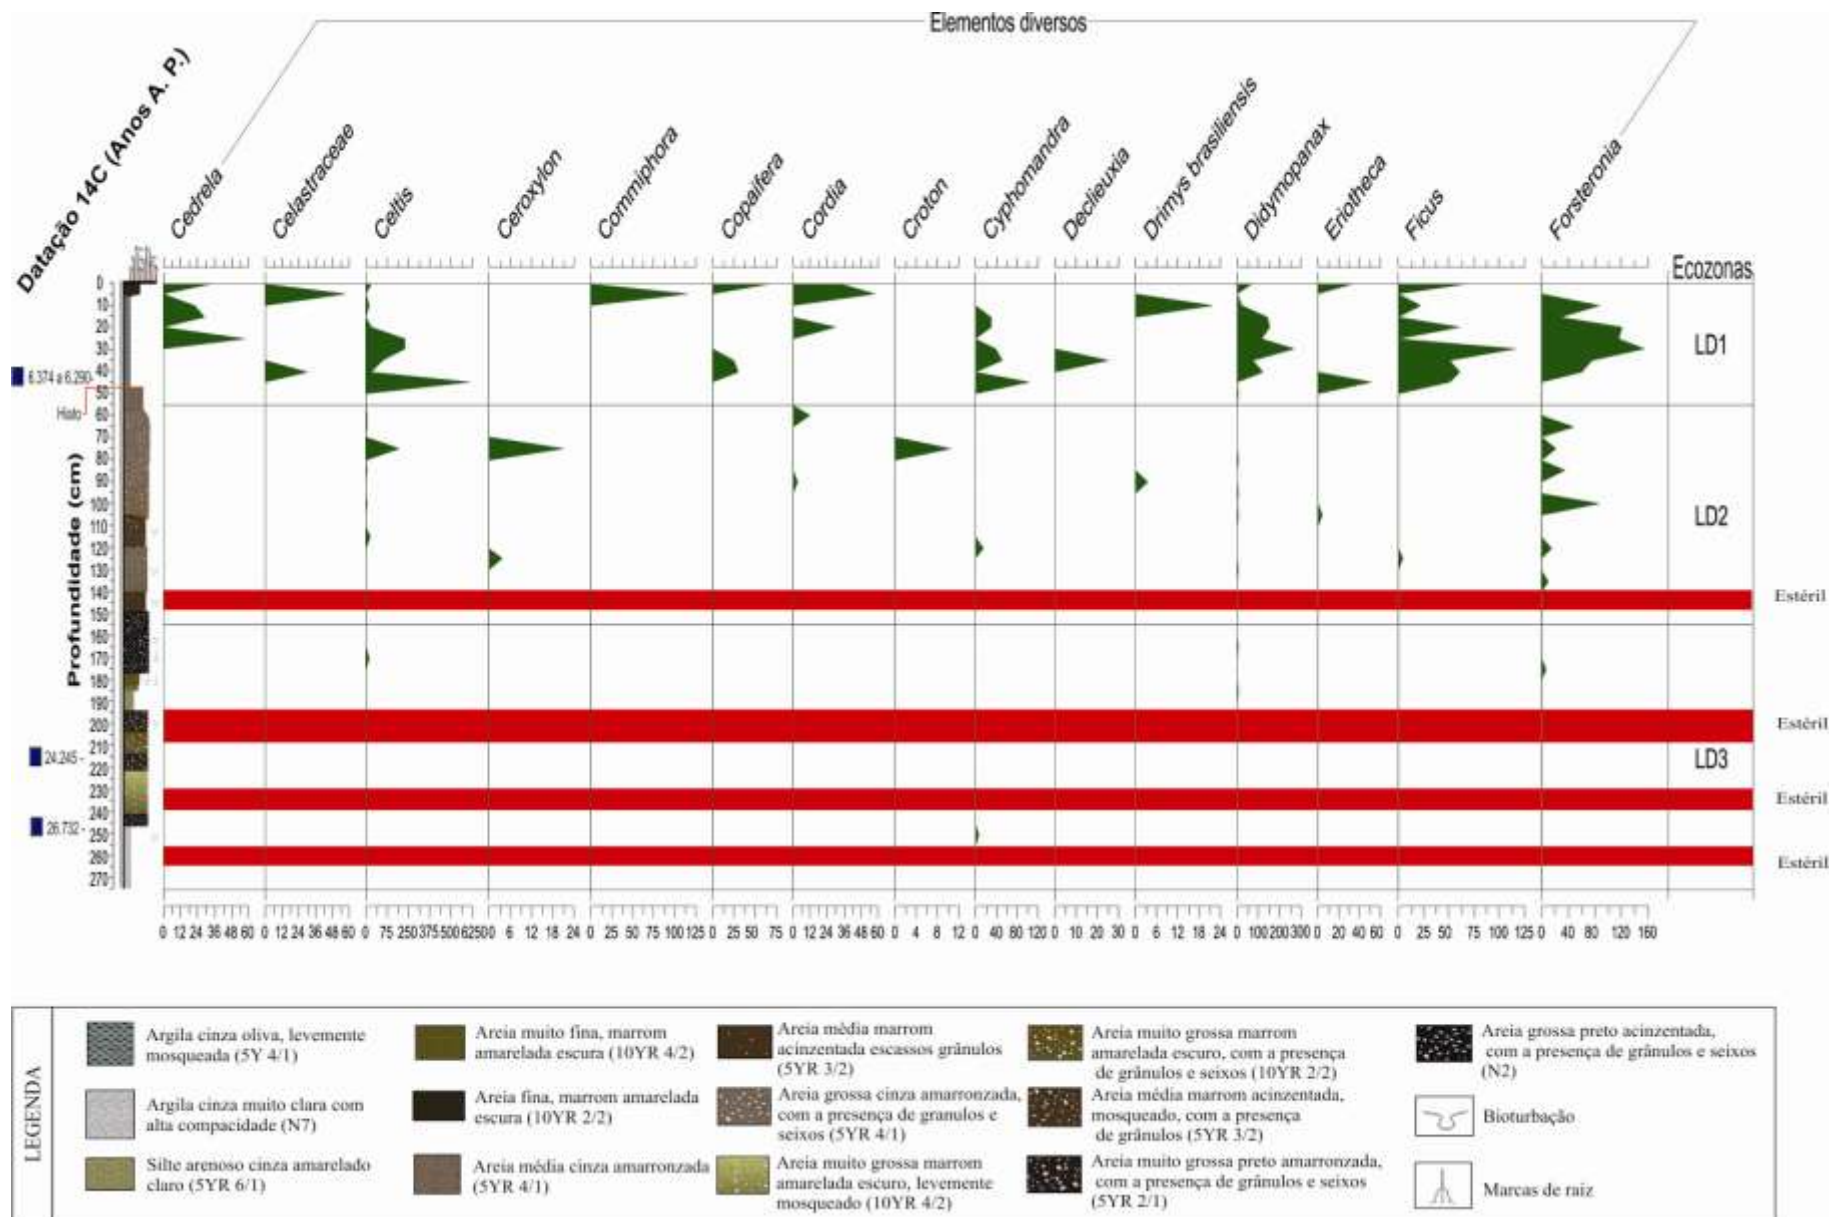 Elementos diversos
Datação 14C (Anos A. P.)
Cedrela
Celastraceae
Celtis
Ceroxylon
Commiphora
Copaifera
Cordia
Croton
Cyphomandra
Declieuxia
Drimys brasiliensis
Didymopanax
Eriotheca
Ficus
Forsteronia
Ecozonas
Profundidade (cm)
0
10
20
30
40
50
60
70
80
90
100
110
120
130
140
150
160
170
180
190
200
210
220
230
240
250
260
270
6.374 a 6.290
Hiato
24.245 -
26.732 -
LD1
LD2
LD3
Estéril
Estéril
Estéril
Estéril
0 12 24 36 48 60
0 12 24 36 48 60
0 75 250 375 500 625
0 6 12 18 24
0 25 50 75 100 125
0 25 50 75
0 12 24 36 48 60
0 4 8 12
0 40 80 120
0 10 20 30
0 6 12 18 24
0 100 200 300
0 20 40 60
0 25 50 75 100 125
0 40 80 120 160
LEGENDA
Argila cinza oliva, levemente
mosqueada (5Y 4/1)
Argila cinza muito clara com
alta compacidade (N7)
Silte arenoso cinza amarelado
claro (5YR 6/1)
Areia muito fina, marrom
amarelada escura (10YR 4/2)
Areia fina, marrom amarelada
escura (10YR 2/2)
Areia média cinza amarronzada
(5YR 4/1)
Areia média marrom
acinzentada escassos grânulos
(5YR 3/2)
Areia grossa cinza amarronzada,
com a presença de granulos e
seixos (5YR 4/1)
Areia muito grossa marrom
amarelada escuro, levemente
mosqueado (10YR 4/2)
Areia muito grossa marrom
amarelada escuro, com a presença
de grânulos e seixos (10YR 2/2)
Areia média marrom acinzentada,
mosqueado, com a presença
de grânulos (5YR 3/2)
Areia muito grossa preto amarronzada,
com a presença de grânulos e seixos
(5YR 2/1)
Areia grossa preto acinzentada,
com a presença de grânulos e seixos
(N2)
Bioturbação
Marcas de raiz